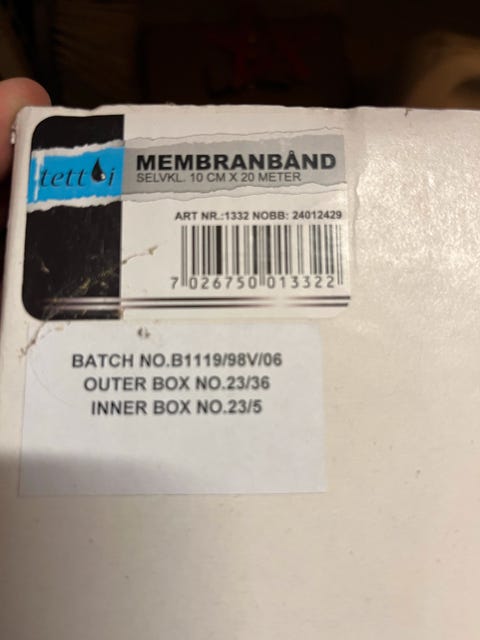 tett i
MEMBRANBÅND
SELVKL. 10 CM X 20 METER
ART NR.:1332 NOBB: 24012429
7 026750 013322
BATCH NO.B1119/98V/06
OUTER BOX NO.23/36
INNER BOX NO.23/5